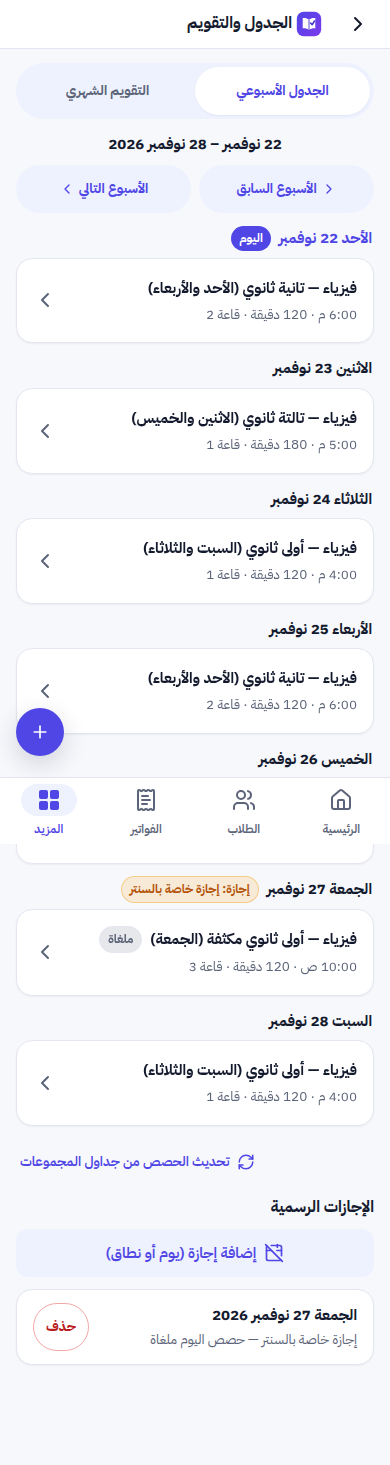 الجدول والتقويم
الجدول الأسبوعي
التقويم الشهري
22 نوفمبر – 28 نوفمبر 2026
الأسبوع السابق
الأسبوع التالي
الأحد 22 نوفمبر اليوم
فيزياء — تانية ثانوي (الأحد والأربعاء)
6:00 م · 120 دقيقة · قاعة 2
الاثنين 23 نوفمبر
فيزياء — تالتة ثانوي (الاثنين والخميس)
5:00 م · 180 دقيقة · قاعة 1
الثلاثاء 24 نوفمبر
فيزياء — أولى ثانوي (السبت والثلاثاء)
4:00 م · 120 دقيقة · قاعة 1
الأربعاء 25 نوفمبر
فيزياء — تانية ثانوي (الأحد والأربعاء)
6:00 م · 120 دقيقة · قاعة 2
+
الخميس 26 نوفمبر
الرئيسية
الطلاب
الفواتير
المزيد
الجمعة 27 نوفمبر إجازة: إجازة خاصة بالسنتر
فيزياء — أولى ثانوي مكثفة (الجمعة) ملغاة
10:00 ص · 120 دقيقة · قاعة 3
السبت 28 نوفمبر
فيزياء — أولى ثانوي (السبت والثلاثاء)
4:00 م · 120 دقيقة · قاعة 1
تحديث الحصص من جداول المجموعات
الإجازات الرسمية
إضافة إجازة (يوم أو نطاق)
الجمعة 27 نوفمبر 2026
إجازة خاصة بالسنتر — حصص اليوم ملغاة
حذف